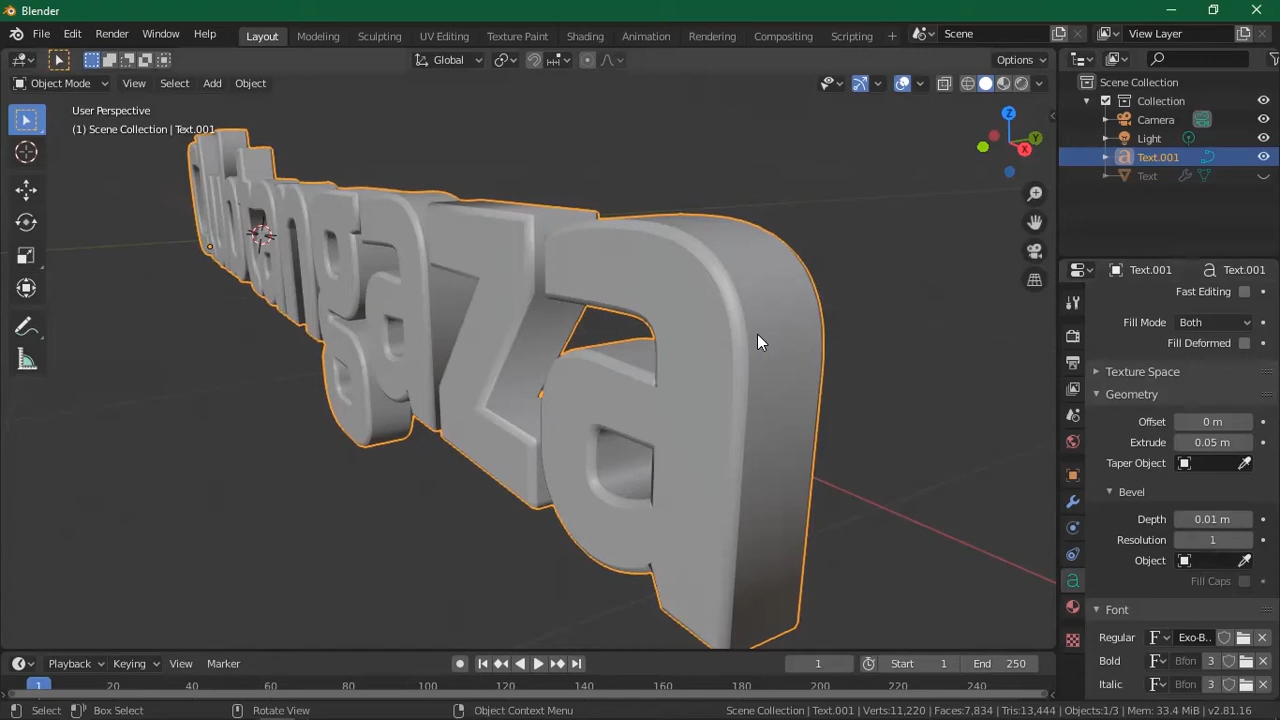 Blender
File Edit Render Window Help Layout Modeling Sculpting UV Editing Texture Paint Shading Animation Rendering Compositing Scripting + Scene View Layer
Global Options
Object Mode View Select Add Object
User Perspective
(1) Scene Collection | Text.001
Z
Y
X
Scene Collection
Collection
Camera
Light
Text.001
Text
Text.001 Text.001
Fast Editing
Fill Mode Both
Fill Deformed
Texture Space
Geometry
Offset 0 m
Extrude 0.05 m
Taper Object
Bevel
Depth 0.01 m
Resolution 1
Object
Fill Caps
Font
Regular F Exo-B..
Bold F Bfon 3
Italic F Bfon 3
Playback Keying View Marker 1 Start 1 End 250
1 20 40 60 80 100 120 140 160 180 200 220 240
Select Box Select Rotate View Object Context Menu Scene Collection | Text.001 | Verts:11,220 | Faces:7,834 | Tris:13,444 | Objects:1/3 | Mem: 33.4 MiB | v2.81.16